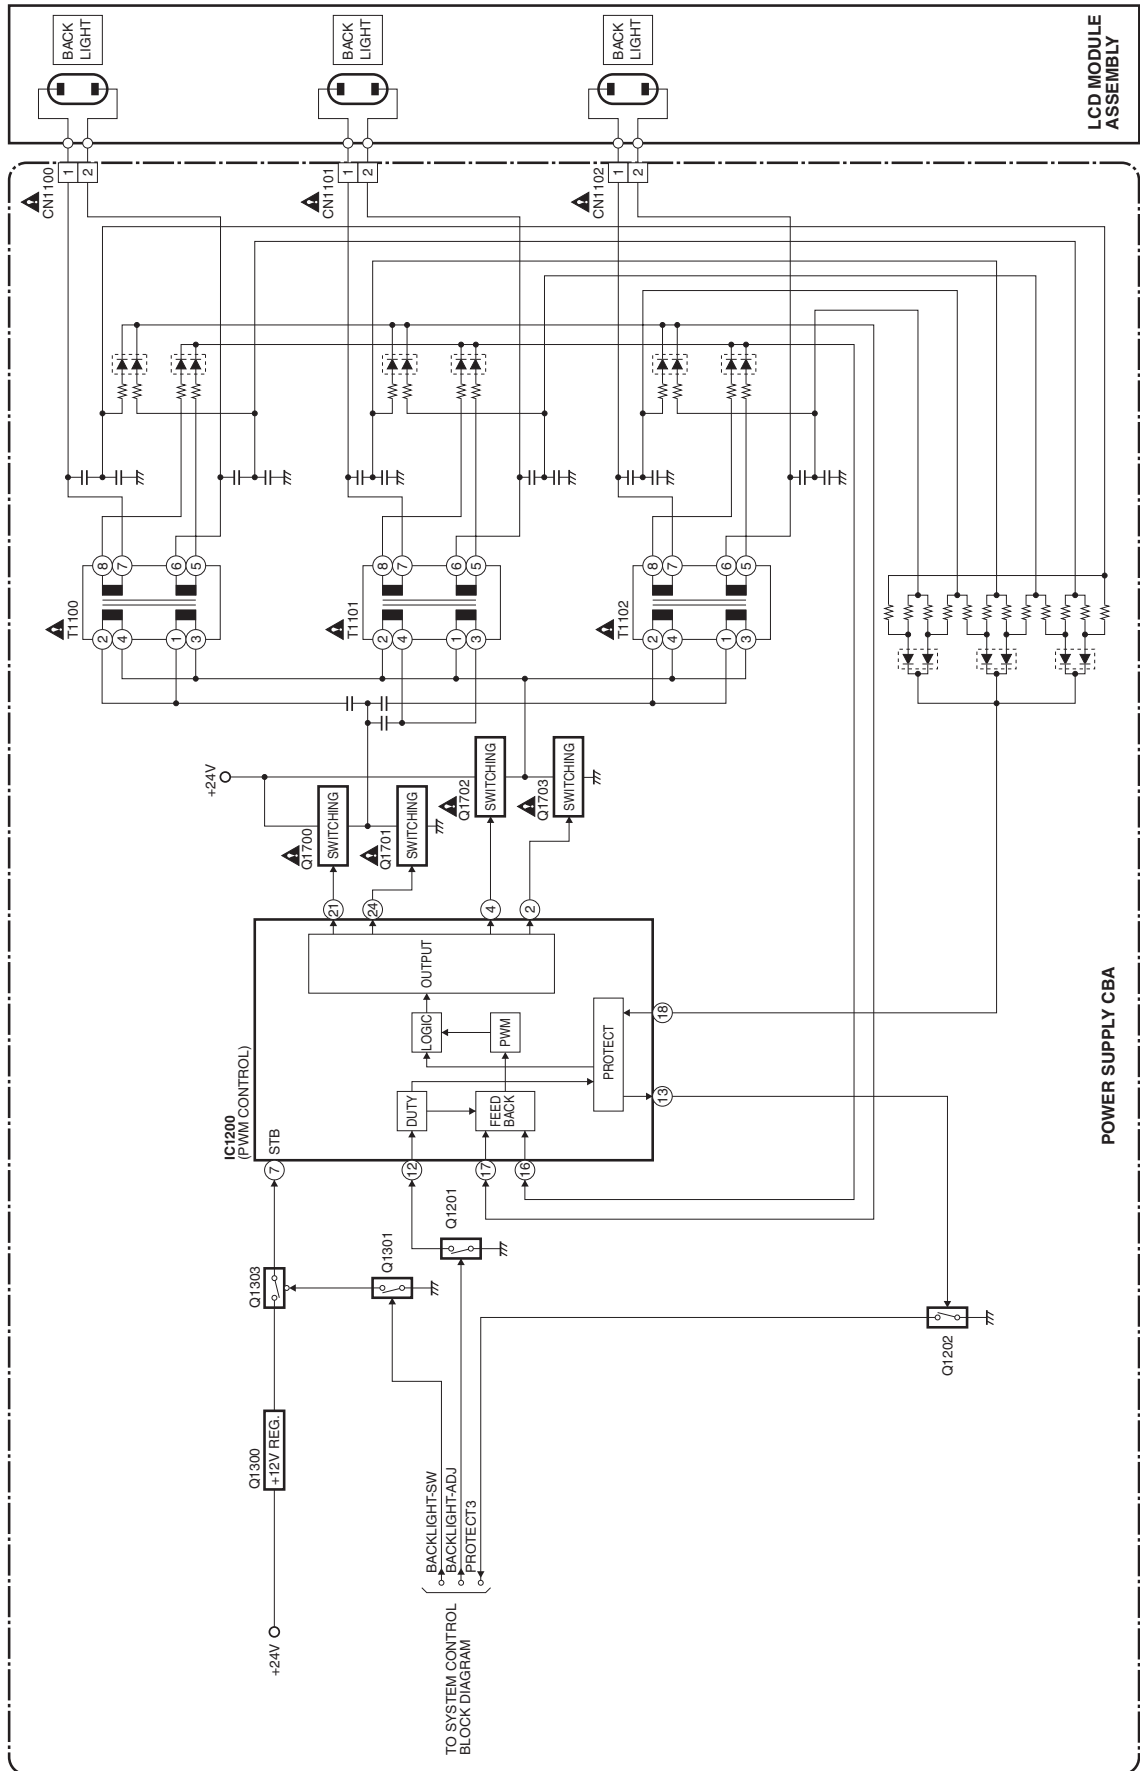 BACK
LIGHT
BACK
LIGHT
BACK
LIGHT
LCD MODULE
ASSEMBLY
CN1100
1
2
CN1101
1
2
CN1102
1
2
T1100
8
7
6
5
2
4
1
3
T1101
8
7
6
5
2
4
1
3
T1102
8
7
6
5
2
4
1
3
+24V
Q1700
SWITCHING
Q1701
SWITCHING
Q1702
SWITCHING
Q1703
SWITCHING
21
24
4
2
IC1200
(PWM CONTROL)
OUTPUT
LOGIC
PWM
DUTY
FEED
BACK
PROTECT
STB
7
12
17
16
13
18
Q1303
Q1301
Q1201
Q1202
Q1300
+12V REG.
+24V
BACKLIGHT-SW
BACKLIGHT-ADJ
PROTECT3
TO SYSTEM CONTROL
BLOCK DIAGRAM
POWER SUPPLY CBA